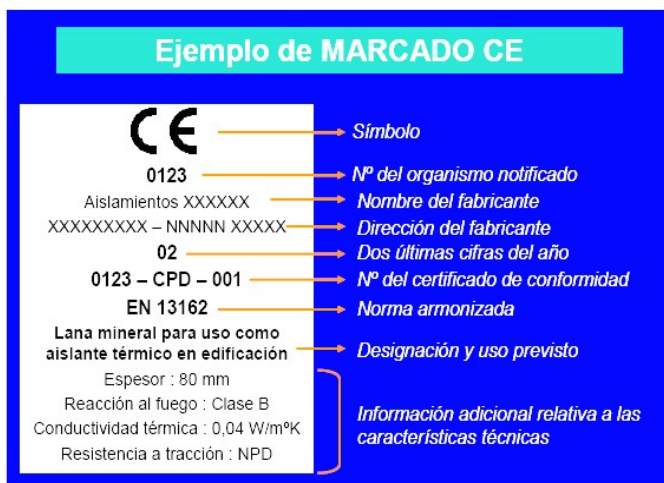 Ejemplo de MARCADO CE
CE
Símbolo
0123
Nº del organismo notificado
Aislamientos XXXXXX
Nombre del fabricante
XXXXXXXXX – NNNNN XXXXX
Dirección del fabricante
02
Dos últimas cifras del año
0123 – CPD – 001
Nº del certificado de conformidad
EN 13162
Norma armonizada
Lana mineral para uso como
aislante térmico en edificación
Designación y uso previsto
Espesor : 80 mm
Reacción al fuego : Clase B
Conductividad térmica : 0,04 W/mºK
Resistencia a tracción : NPD
Información adicional relativa a las
características técnicas